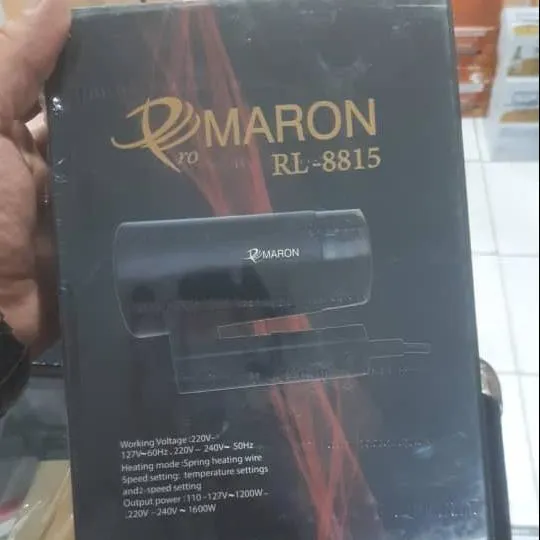 Pro MARON
RL-8815
MARON
Working Voltage :220V~
127V~60Hz . 220V ~ 240V~ 50Hz
Heating mode :Spring heating wire
Speed setting: temperature settings
and2-speed setting
Output power :110 -127V~1200W-
.220V -240V ~ 1600W